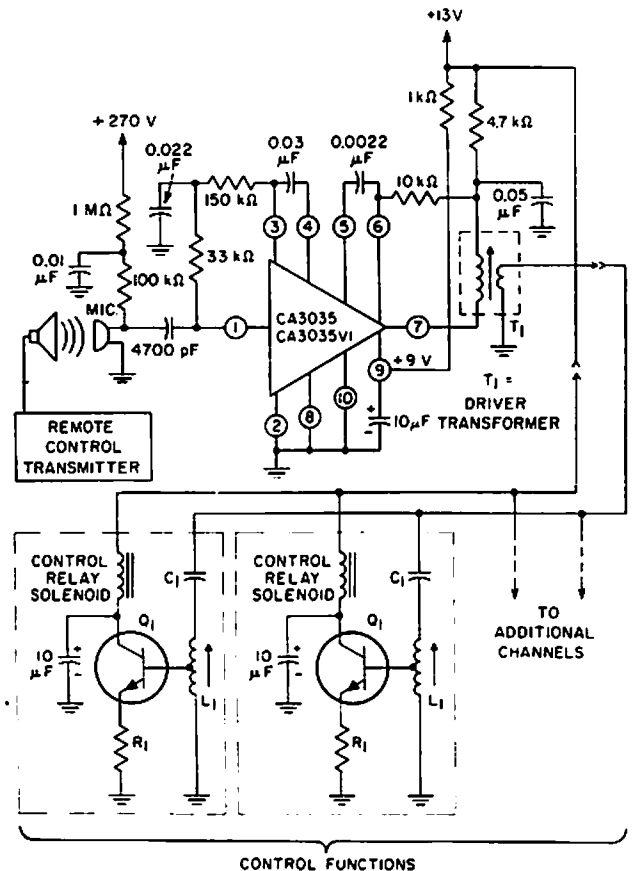 +13V
1kΩ
4.7 kΩ
+ 270 V
0.022
μF
0.03
μF
0.0022
μF
10kΩ
0.05
μF
1 MΩ
150 kΩ
3
4
5
6
0.01
μF
33 kΩ
100 kΩ
MIC.
4700 pF
1
CA3035
CA3035V1
7
T1
9
+9 V
T1 =
DRIVER
TRANSFORMER
2
8
10
+
-
10μF
REMOTE
CONTROL
TRANSMITTER
CONTROL
RELAY
SOLENOID
C1
Q1
10
μF
+
-
L1
R1
CONTROL
RELAY
SOLENOID
C1
Q1
10
μF
+
-
L1
R1
TO
ADDITIONAL
CHANNELS
CONTROL FUNCTIONS